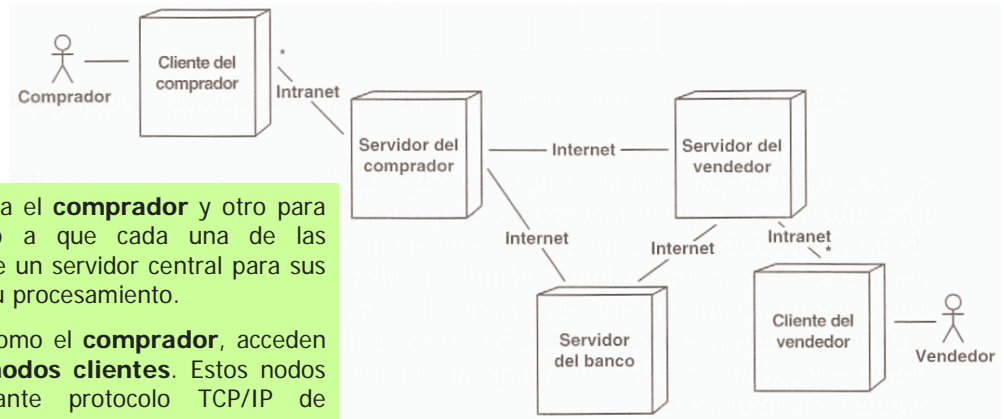 Cliente del
comprador
*
Comprador
Intranet
Servidor del
comprador
Internet
Servidor del
vendedor
a el comprador y otro para
a que cada una de las
e un servidor central para sus
u procesamiento.
omo el comprador, acceden
nodos clientes. Estos nodos
ante protocolo TCP/IP de
Internet
Internet
Intranet
*
Servidor
del banco
Cliente del
vendedor
Vendedor